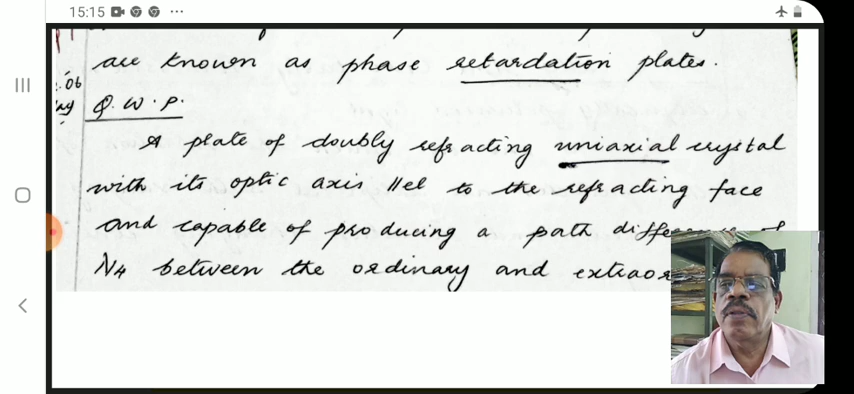 15:15
are known as phase retardation plates.
Q.W.P.
A plate of doubly refracting uniaxial crystal
with its optic axis llel to the refracting face
and capable of producing a path difference of
λ/4 between the ordinary and extraor